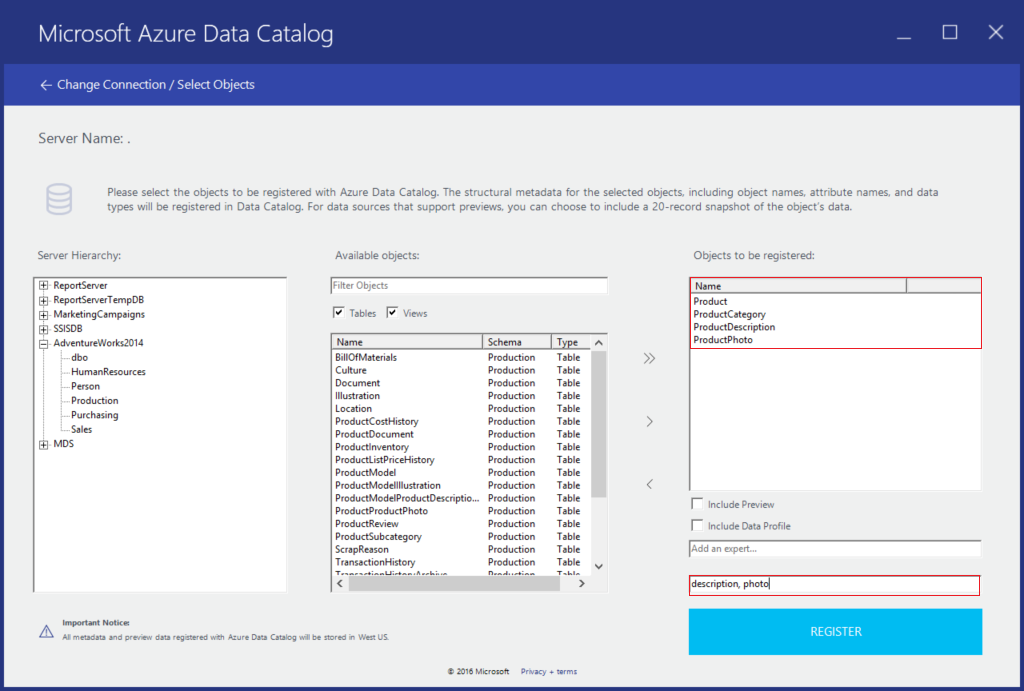 Microsoft Azure Data Catalog
← Change Connection / Select Objects
Server Name: .
Please select the objects to be registered with Azure Data Catalog. The structural metadata for the selected objects, including object names, attribute names, and data
types will be registered in Data Catalog. For data sources that support previews, you can choose to include a 20-record snapshot of the object's data.
Server Hierarchy:
ReportServer
ReportServerTempDB
MarketingCampaigns
SSISDB
AdventureWorks2014
dbo
HumanResources
Person
Production
Purchasing
Sales
MDS
Available objects:
Filter Objects
Tables Views
Name Schema Type
BillOfMaterials Production Table
Culture Production Table
Document Production Table
Illustration Production Table
Location Production Table
ProductCostHistory Production Table
ProductDocument Production Table
ProductInventory Production Table
ProductListPriceHistory Production Table
ProductModel Production Table
ProductModelIllustration Production Table
ProductModelProductDescriptio... Production Table
ProductProductPhoto Production Table
ProductReview Production Table
ProductSubcategory Production Table
ScrapReason Production Table
TransactionHistory Production Table
TransactionHistoryArchive Production Table
Objects to be registered:
Name
Product
ProductCategory
ProductDescription
ProductPhoto
Include Preview
Include Data Profile
Add an expert...
description, photo
REGISTER
Important Notice:
All metadata and preview data registered with Azure Data Catalog will be stored in West US.
© 2016 Microsoft Privacy + terms